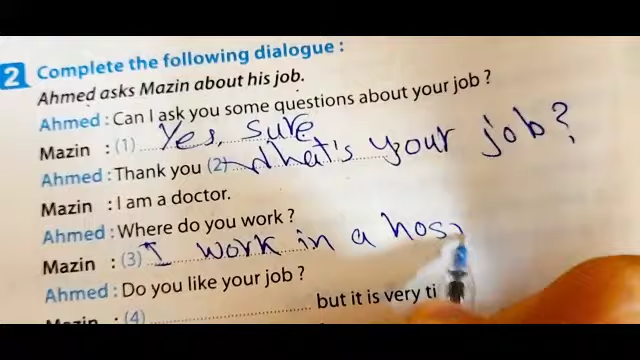 2 Complete the following dialogue :
Ahmed asks Mazin about his job.
Ahmed : Can I ask you some questions about your job ?
Mazin : (1) Yes, sure
Ahmed : Thank you (2) What's your job?
Mazin : I am a doctor.
Ahmed : Where do you work ?
Mazin : (3) I work in a hosp
Ahmed : Do you like your job ?
Mazin : (4) .................... but it is very ti